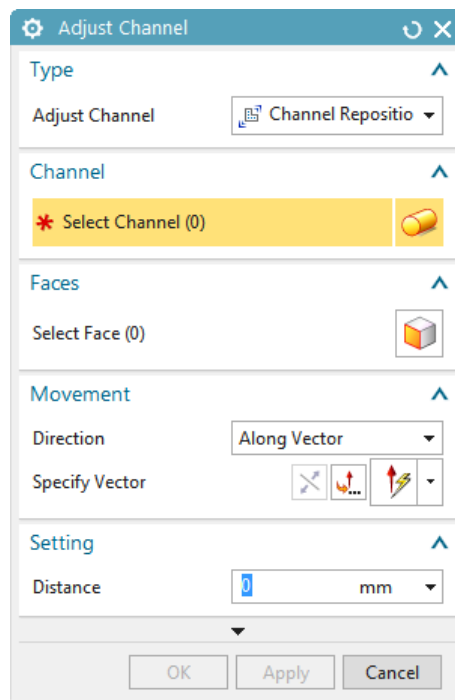 Adjust Channel
Type
Adjust Channel Channel Repositio
Channel
* Select Channel (0)
Faces
Select Face (0)
Movement
Direction Along Vector
Specify Vector
Setting
Distance 0 mm
OK Apply Cancel